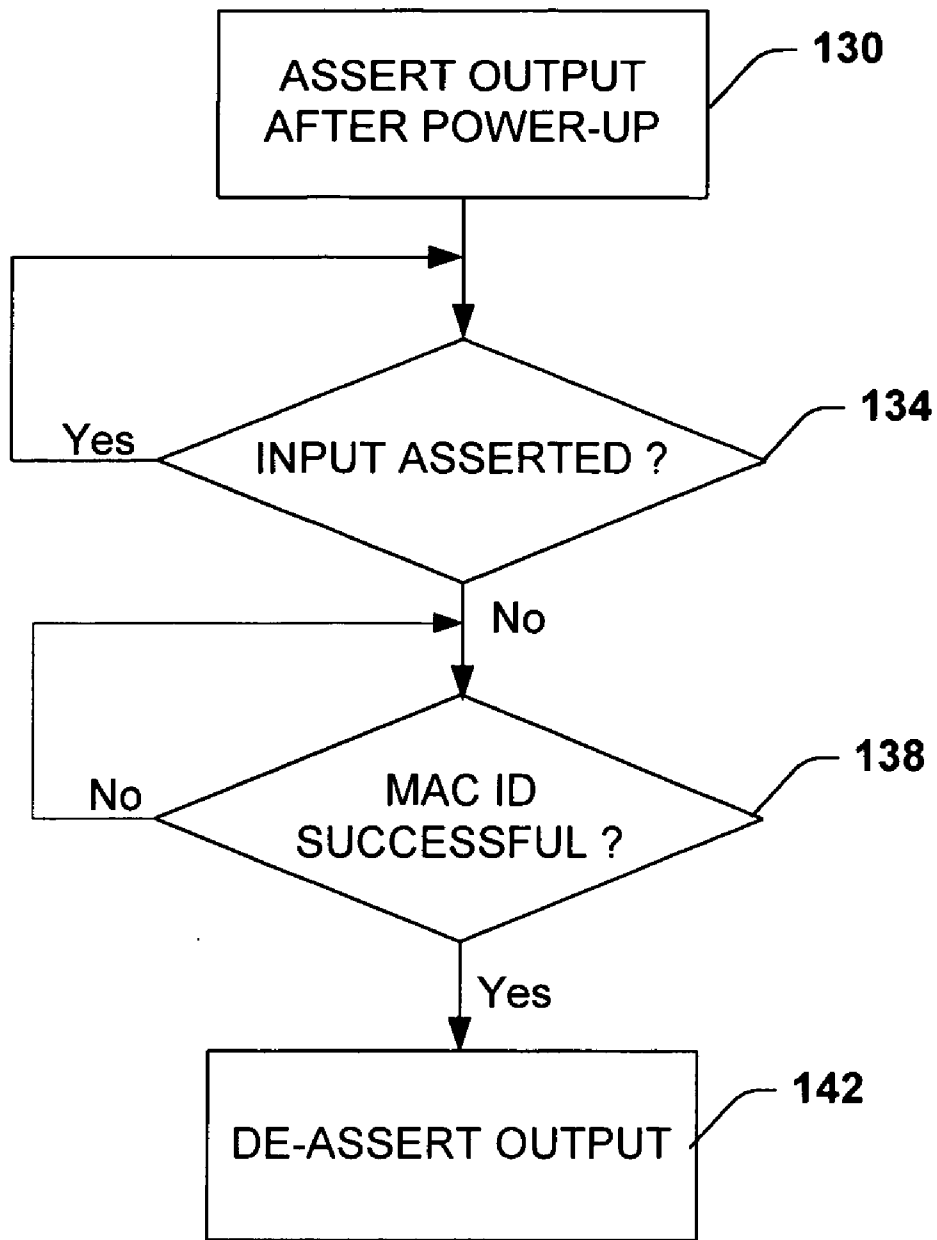 ASSERT OUTPUT
AFTER POWER-UP
130
Yes
INPUT ASSERTED ?
134
No
No
MAC ID
SUCCESSFUL ?
138
Yes
DE-ASSERT OUTPUT
142